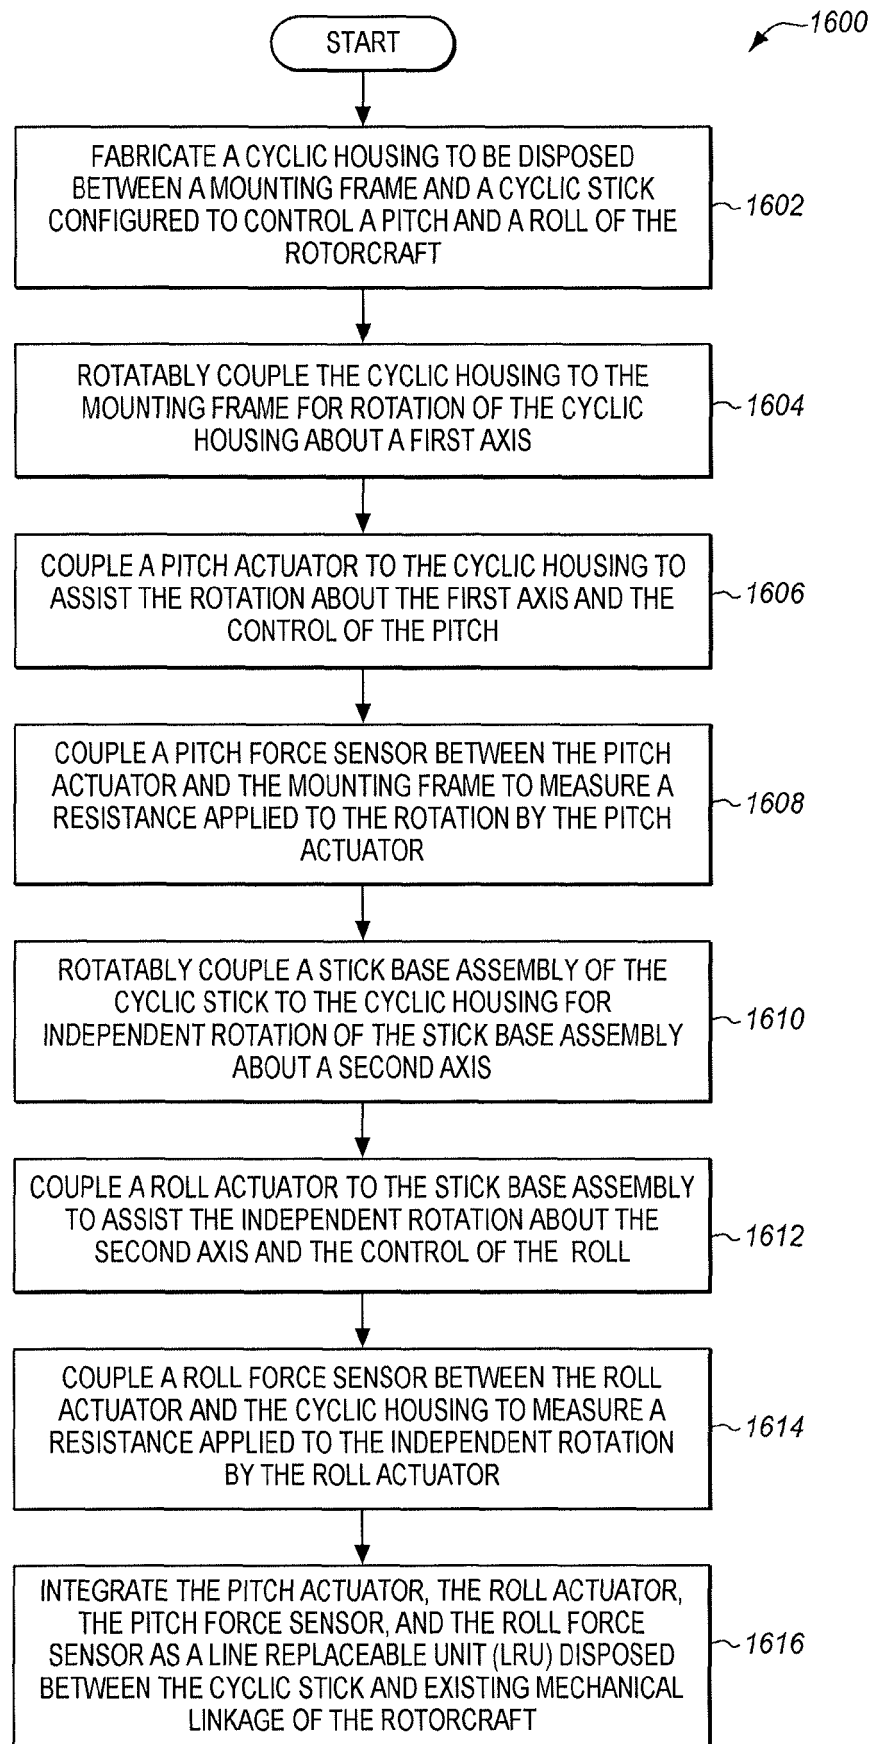 1600
START
FABRICATE A CYCLIC HOUSING TO BE DISPOSED
BETWEEN A MOUNTING FRAME AND A CYCLIC STICK
CONFIGURED TO CONTROL A PITCH AND A ROLL OF THE
ROTORCRAFT
1602
ROTATABLY COUPLE THE CYCLIC HOUSING TO THE
MOUNTING FRAME FOR ROTATION OF THE CYCLIC
HOUSING ABOUT A FIRST AXIS
1604
COUPLE A PITCH ACTUATOR TO THE CYCLIC HOUSING TO
ASSIST THE ROTATION ABOUT THE FIRST AXIS AND THE
CONTROL OF THE PITCH
1606
COUPLE A PITCH FORCE SENSOR BETWEEN THE PITCH
ACTUATOR AND THE MOUNTING FRAME TO MEASURE A
RESISTANCE APPLIED TO THE ROTATION BY THE PITCH
ACTUATOR
1608
ROTATABLY COUPLE A STICK BASE ASSEMBLY OF THE
CYCLIC STICK TO THE CYCLIC HOUSING FOR
INDEPENDENT ROTATION OF THE STICK BASE ASSEMBLY
ABOUT A SECOND AXIS
1610
COUPLE A ROLL ACTUATOR TO THE STICK BASE ASSEMBLY
TO ASSIST THE INDEPENDENT ROTATION ABOUT THE
SECOND AXIS AND THE CONTROL OF THE ROLL
1612
COUPLE A ROLL FORCE SENSOR BETWEEN THE ROLL
ACTUATOR AND THE CYCLIC HOUSING TO MEASURE A
RESISTANCE APPLIED TO THE INDEPENDENT ROTATION
BY THE ROLL ACTUATOR
1614
INTEGRATE THE PITCH ACTUATOR, THE ROLL ACTUATOR,
THE PITCH FORCE SENSOR, AND THE ROLL FORCE
SENSOR AS A LINE REPLACEABLE UNIT (LRU) DISPOSED
BETWEEN THE CYCLIC STICK AND EXISTING MECHANICAL
LINKAGE OF THE ROTORCRAFT
1616